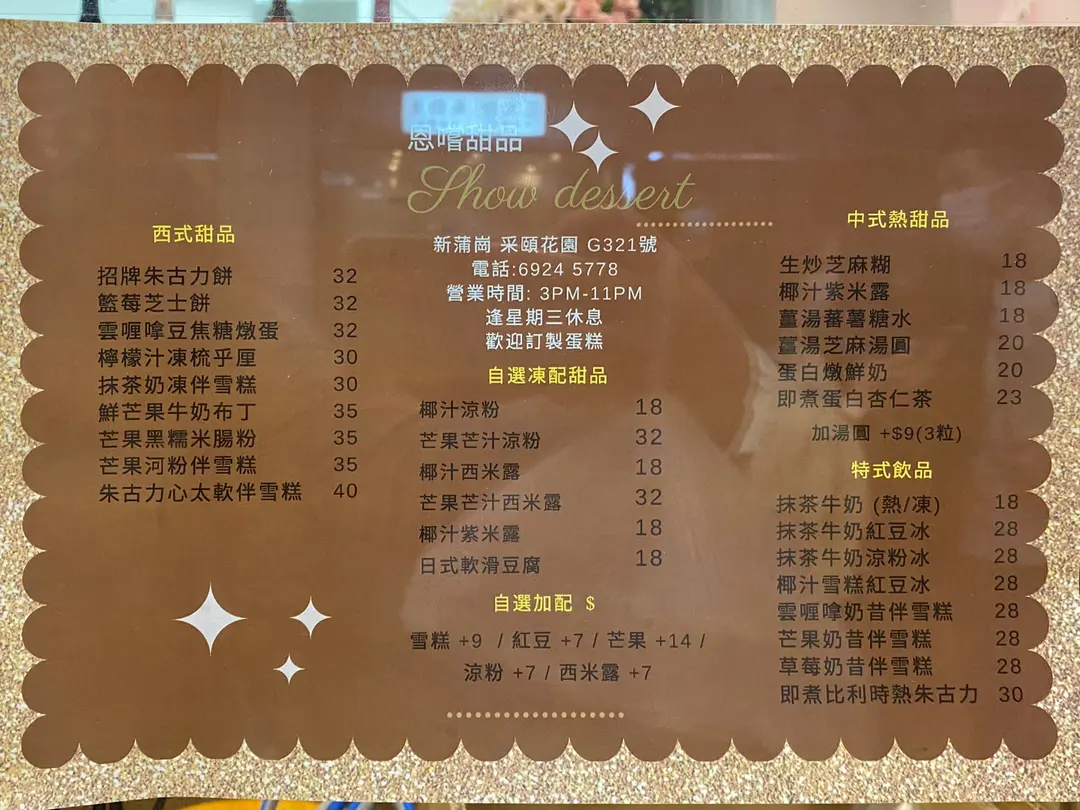 恩嚐甜品
Show dessert
新蒲崗 采頤花園 G321號
電話:6924 5778
營業時間: 3PM-11PM
逢星期三休息
歡迎訂製蛋糕
西式甜品
招牌朱古力餅 32
籃莓芝士餅 32
雲喱嗱豆焦糖燉蛋 32
檸檬汁凍梳乎厘 30
抹茶奶凍伴雪糕 30
鮮芒果牛奶布丁 35
芒果黑糯米腸粉 35
芒果河粉伴雪糕 35
朱古力心太軟伴雪糕 40
自選凍配甜品
椰汁涼粉 18
芒果芒汁涼粉 32
椰汁西米露 18
芒果芒汁西米露 32
椰汁紫米露 18
日式軟滑豆腐 18
自選加配 $
雪糕 +9 / 紅豆 +7 / 芒果 +14 /
涼粉 +7 / 西米露 +7
中式熱甜品
生炒芝麻糊 18
椰汁紫米露 18
薑湯蕃薯糖水 18
薑湯芝麻湯圓 20
蛋白燉鮮奶 20
即煮蛋白杏仁茶 23
加湯圓 +$9(3粒)
特式飲品
抹茶牛奶 (熱/凍) 18
抹茶牛奶紅豆冰 28
抹茶牛奶涼粉冰 28
椰汁雪糕紅豆冰 28
雲喱嗱奶昔伴雪糕 28
芒果奶昔伴雪糕 28
草莓奶昔伴雪糕 28
即煮比利時熱朱古力 30